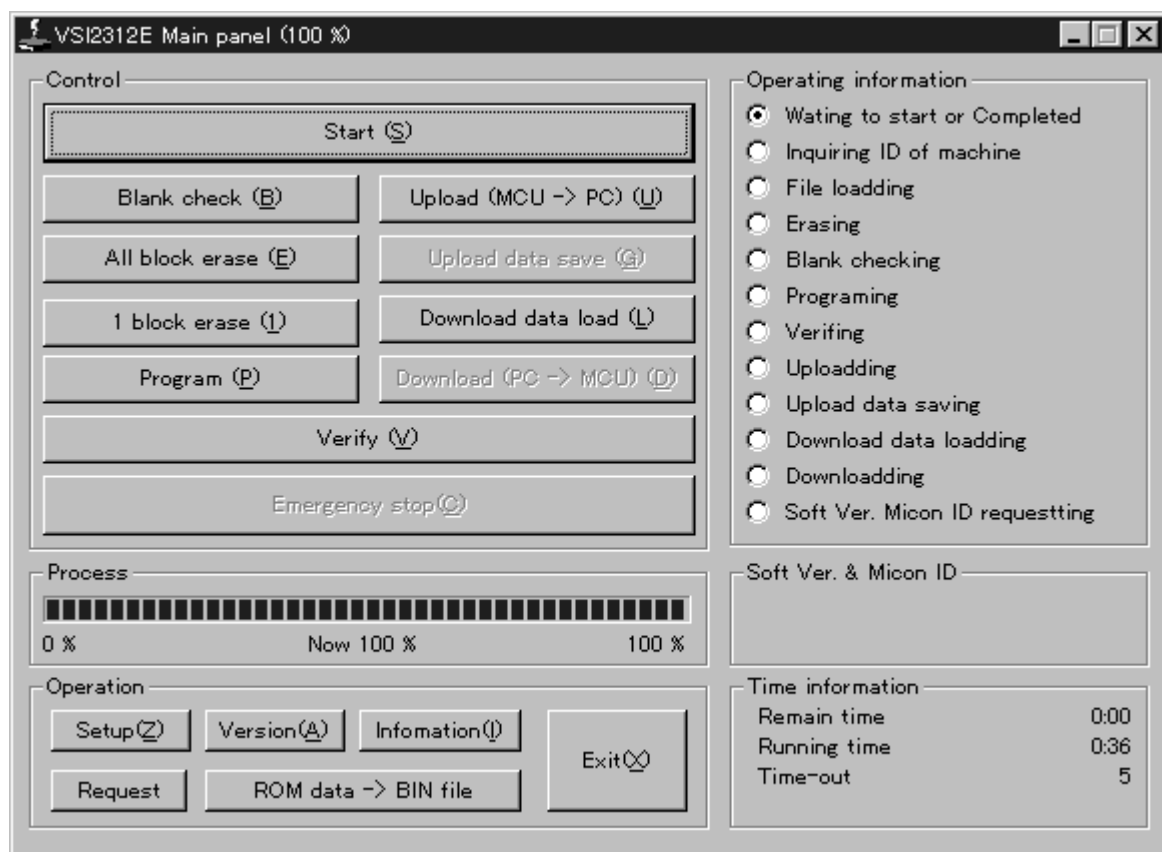 VSI2312E Main panel (100 %)
Control
Start (S)
Blank check (B)
Upload (MCU -> PC) (U)
All block erase (E)
Upload data save (G)
1 block erase (1)
Download data load (L)
Program (P)
Download (PC -> MCU) (D)
Verify (V)
Emergency stop(C)
Operating information
Wating to start or Completed
Inquiring ID of machine
File loadding
Erasing
Blank checking
Programing
Verifing
Uploadding
Upload data saving
Download data loadding
Downloadding
Soft Ver. Micon ID requestting
Process
0 %
Now 100 %
100 %
Soft Ver. & Micon ID
Operation
Setup(Z)
Version(A)
Infomation(I)
Exit(X)
Request
ROM data -> BIN file
Time information
Remain time 0:00
Running time 0:36
Time-out 5